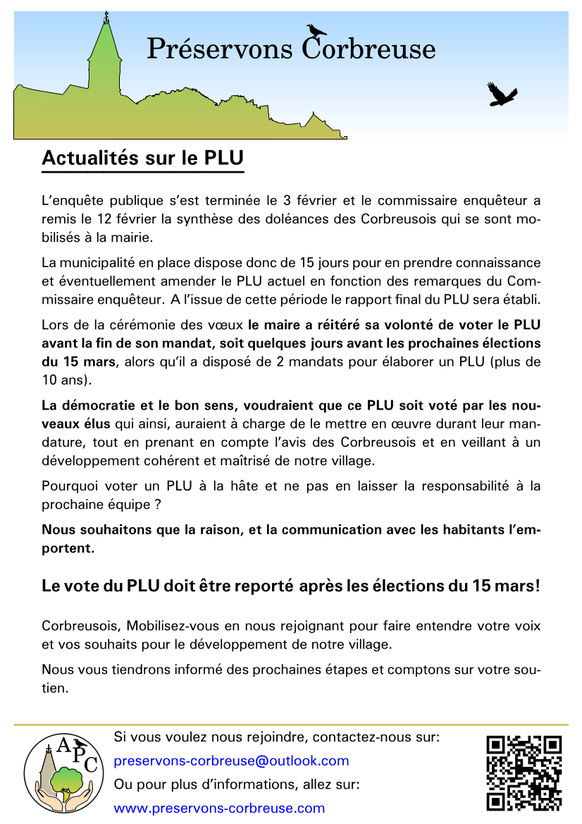 Préservons Corbreuse
Actualités sur le PLU
L'enquête publique s'est terminée le 3 février et le commissaire enquêteur a
remis le 12 février la synthèse des doléances des Corbreusois qui se sont mo-
bilisés à la mairie.
La municipalité en place dispose donc de 15 jours pour en prendre connaissance
et éventuellement amender le PLU actuel en fonction des remarques du Com-
missaire enquêteur. A l'issue de cette période le rapport final du PLU sera établi.
Lors de la cérémonie des vœux le maire a réitéré sa volonté de voter le PLU
avant la fin de son mandat, soit quelques jours avant les prochaines élections
du 15 mars, alors qu'il a disposé de 2 mandats pour élaborer un PLU (plus de
10 ans).
La démocratie et le bon sens, voudraient que ce PLU soit voté par les nou-
veaux élus qui ainsi, auraient à charge de le mettre en œuvre durant leur man-
dature, tout en prenant en compte l'avis des Corbreusois et en veillant à un
développement cohérent et maîtrisé de notre village.
Pourquoi voter un PLU à la hâte et ne pas en laisser la responsabilité à la
prochaine équipe ?
Nous souhaitons que la raison, et la communication avec les habitants l'em-
portent.
Le vote du PLU doit être reporté après les élections du 15 mars!
Corbreusois, Mobilisez-vous en nous rejoignant pour faire entendre votre voix
et vos souhaits pour le développement de notre village.
Nous vous tiendrons informé des prochaines étapes et comptons sur votre sou-
tien.
APC
Si vous voulez nous rejoindre, contactez-nous sur:
preservons-corbreuse@outlook.com
Ou pour plus d'informations, allez sur:
www.preservons-corbreuse.com